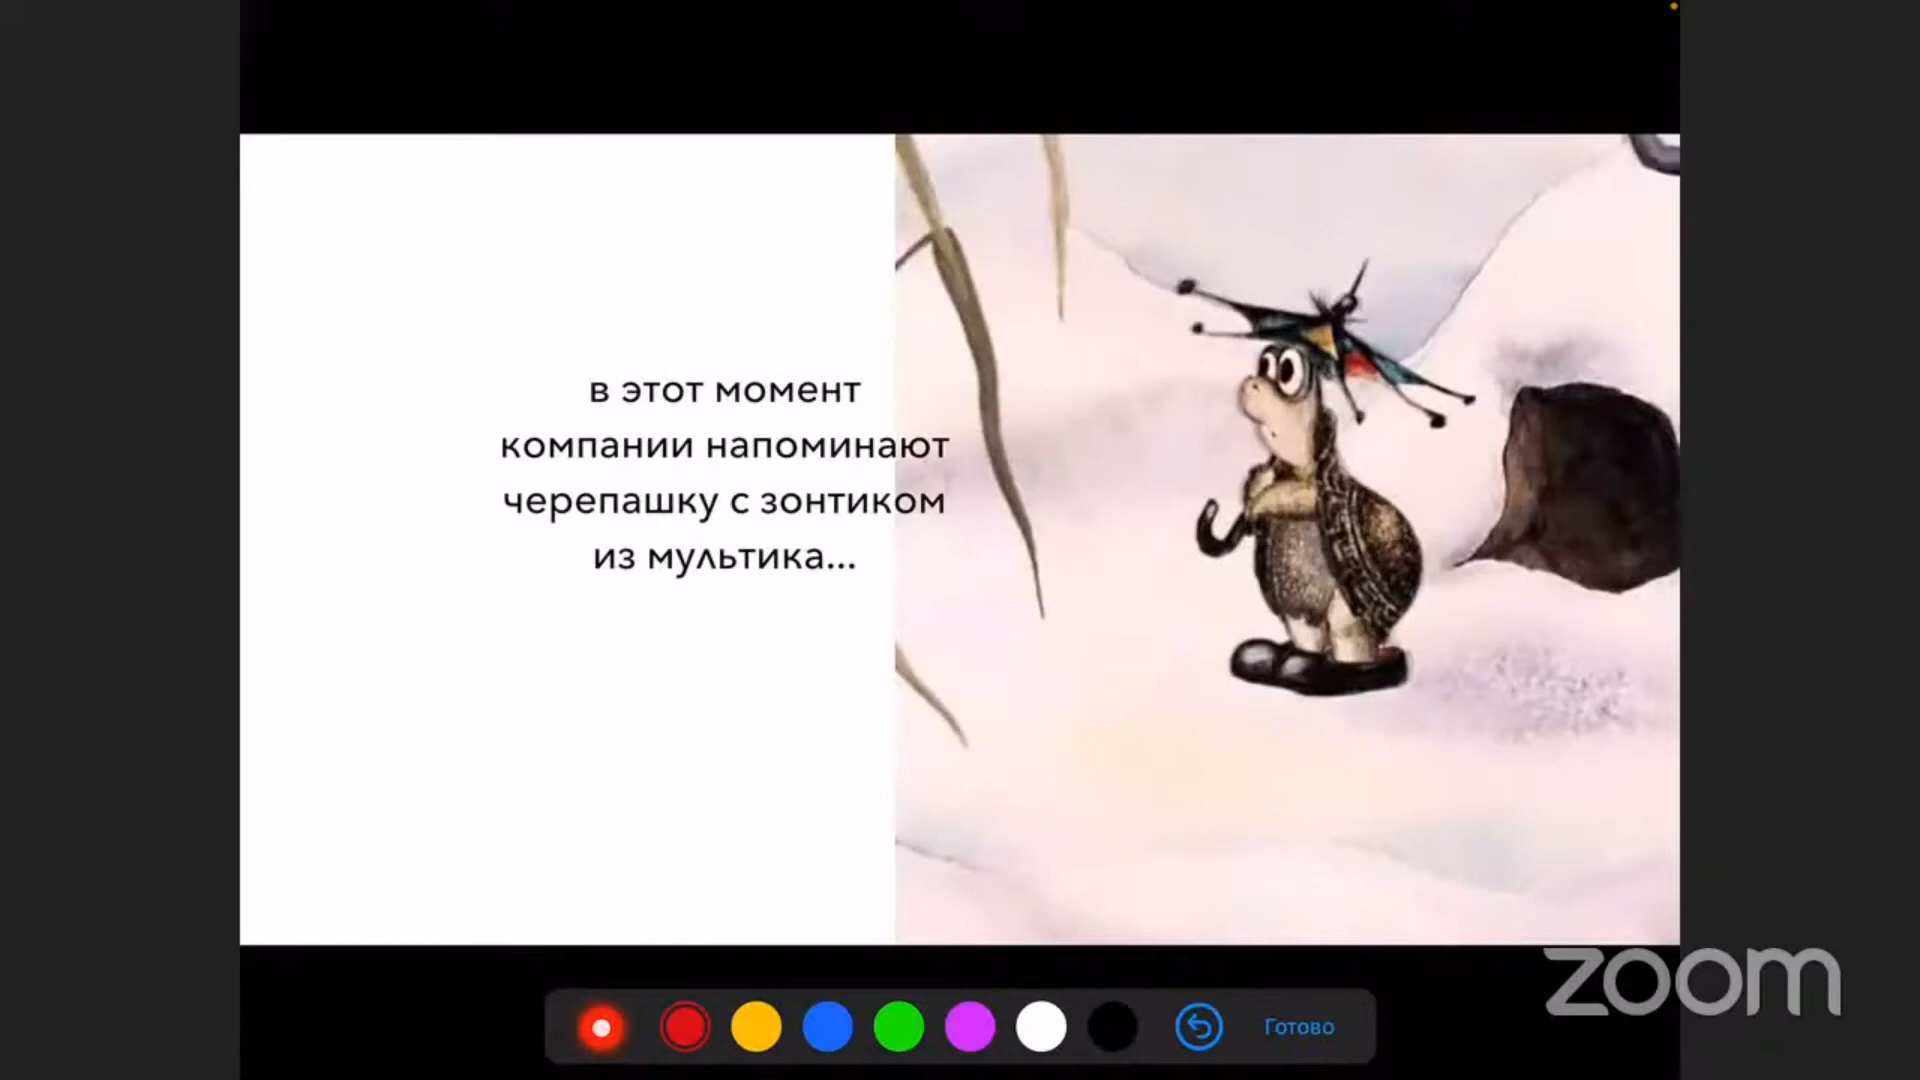 в этот момент
компании напоминают
черепашку с зонтиком
из мультика...
zoom
Готово